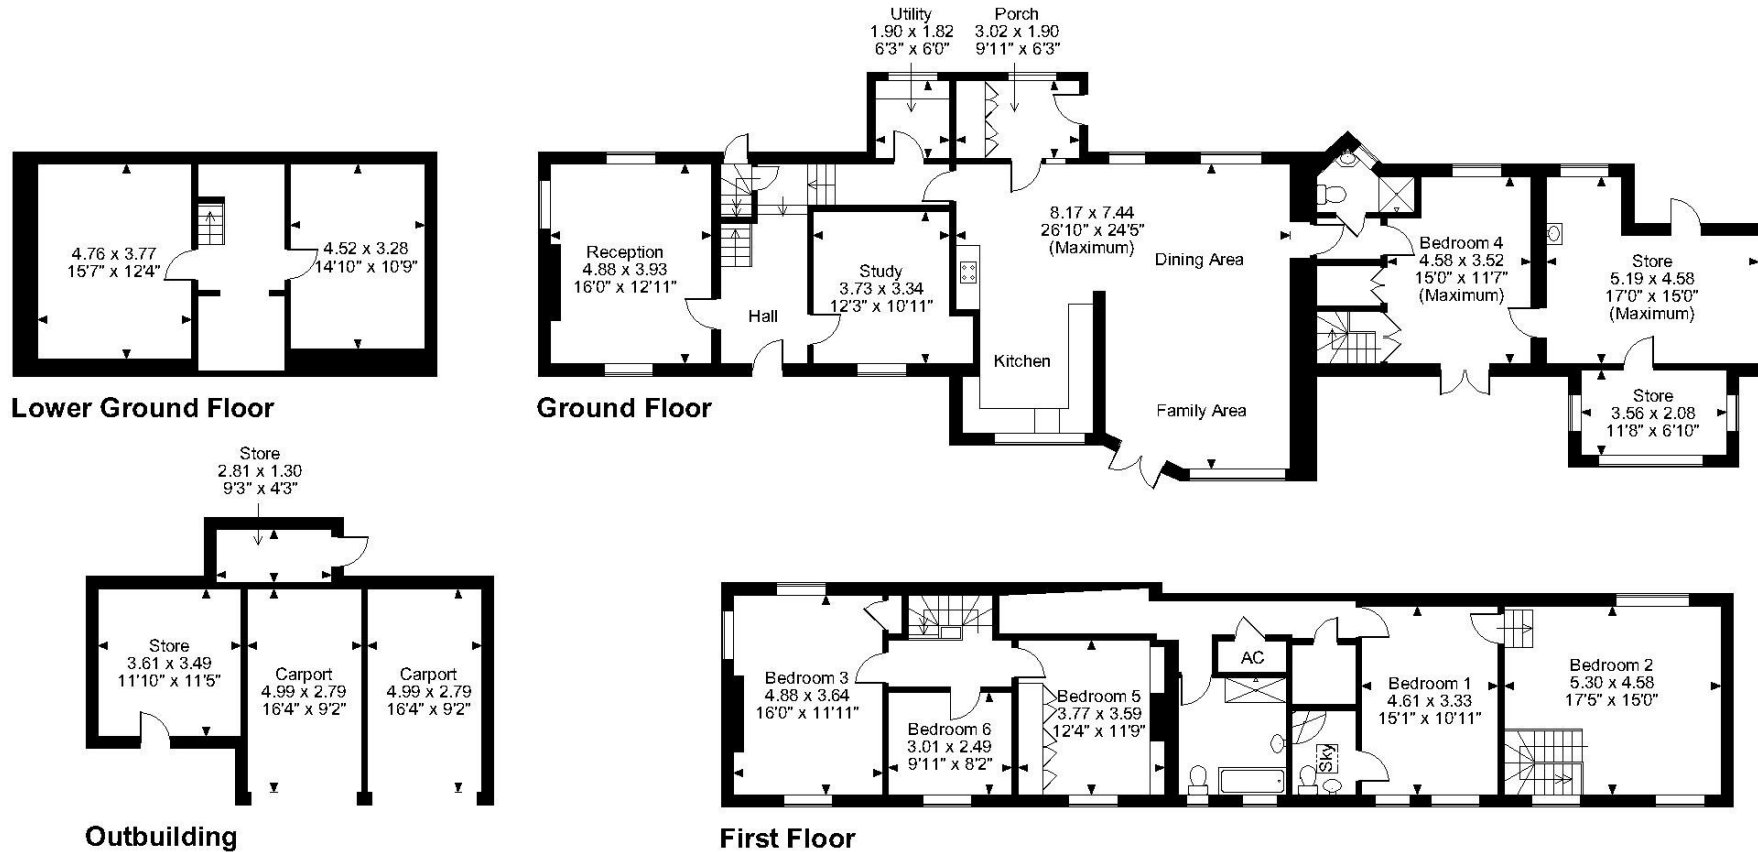 Utility
1.90 x 1.82
6'3" x 6'0"
Porch
3.02 x 1.90
9'11" x 6'3"
4.76 x 3.77
15'7" x 12'4"
4.52 x 3.28
14'10" x 10'9"
Lower Ground Floor
Reception
4.88 x 3.93
16'0" x 12'11"
Hall
Study
3.73 x 3.34
12'3" x 10'11"
8.17 x 7.44
26'10" x 24'5"
(Maximum)
Dining Area
Kitchen
Family Area
Bedroom 4
4.58 x 3.52
15'0" x 11'7"
(Maximum)
Store
5.19 x 4.58
17'0" x 15'0"
(Maximum)
Store
3.56 x 2.08
11'8" x 6'10"
Ground Floor
Store
2.81 x 1.30
9'3" x 4'3"
Store
3.61 x 3.49
11'10" x 11'5"
Carport
4.99 x 2.79
16'4" x 9'2"
Carport
4.99 x 2.79
16'4" x 9'2"
Outbuilding
Bedroom 3
4.88 x 3.64
16'0" x 11'11"
Bedroom 6
3.01 x 2.49
9'11" x 8'2"
Bedroom 5
3.77 x 3.59
12'4" x 11'9"
AC
Sky
Bedroom 1
4.61 x 3.33
15'1" x 10'11"
Bedroom 2
5.30 x 4.58
17'5" x 15'0"
First Floor